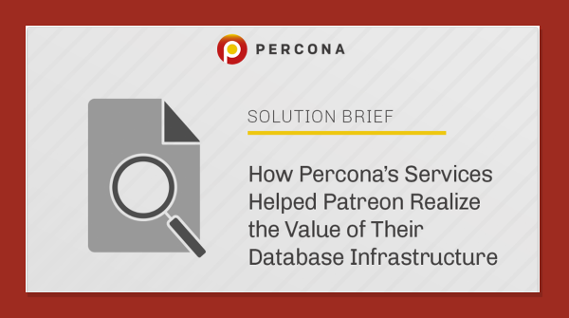 PERCONA
SOLUTION BRIEF
How Percona's Services
Helped Patreon Realize
the Value of Their
Database Infrastructure